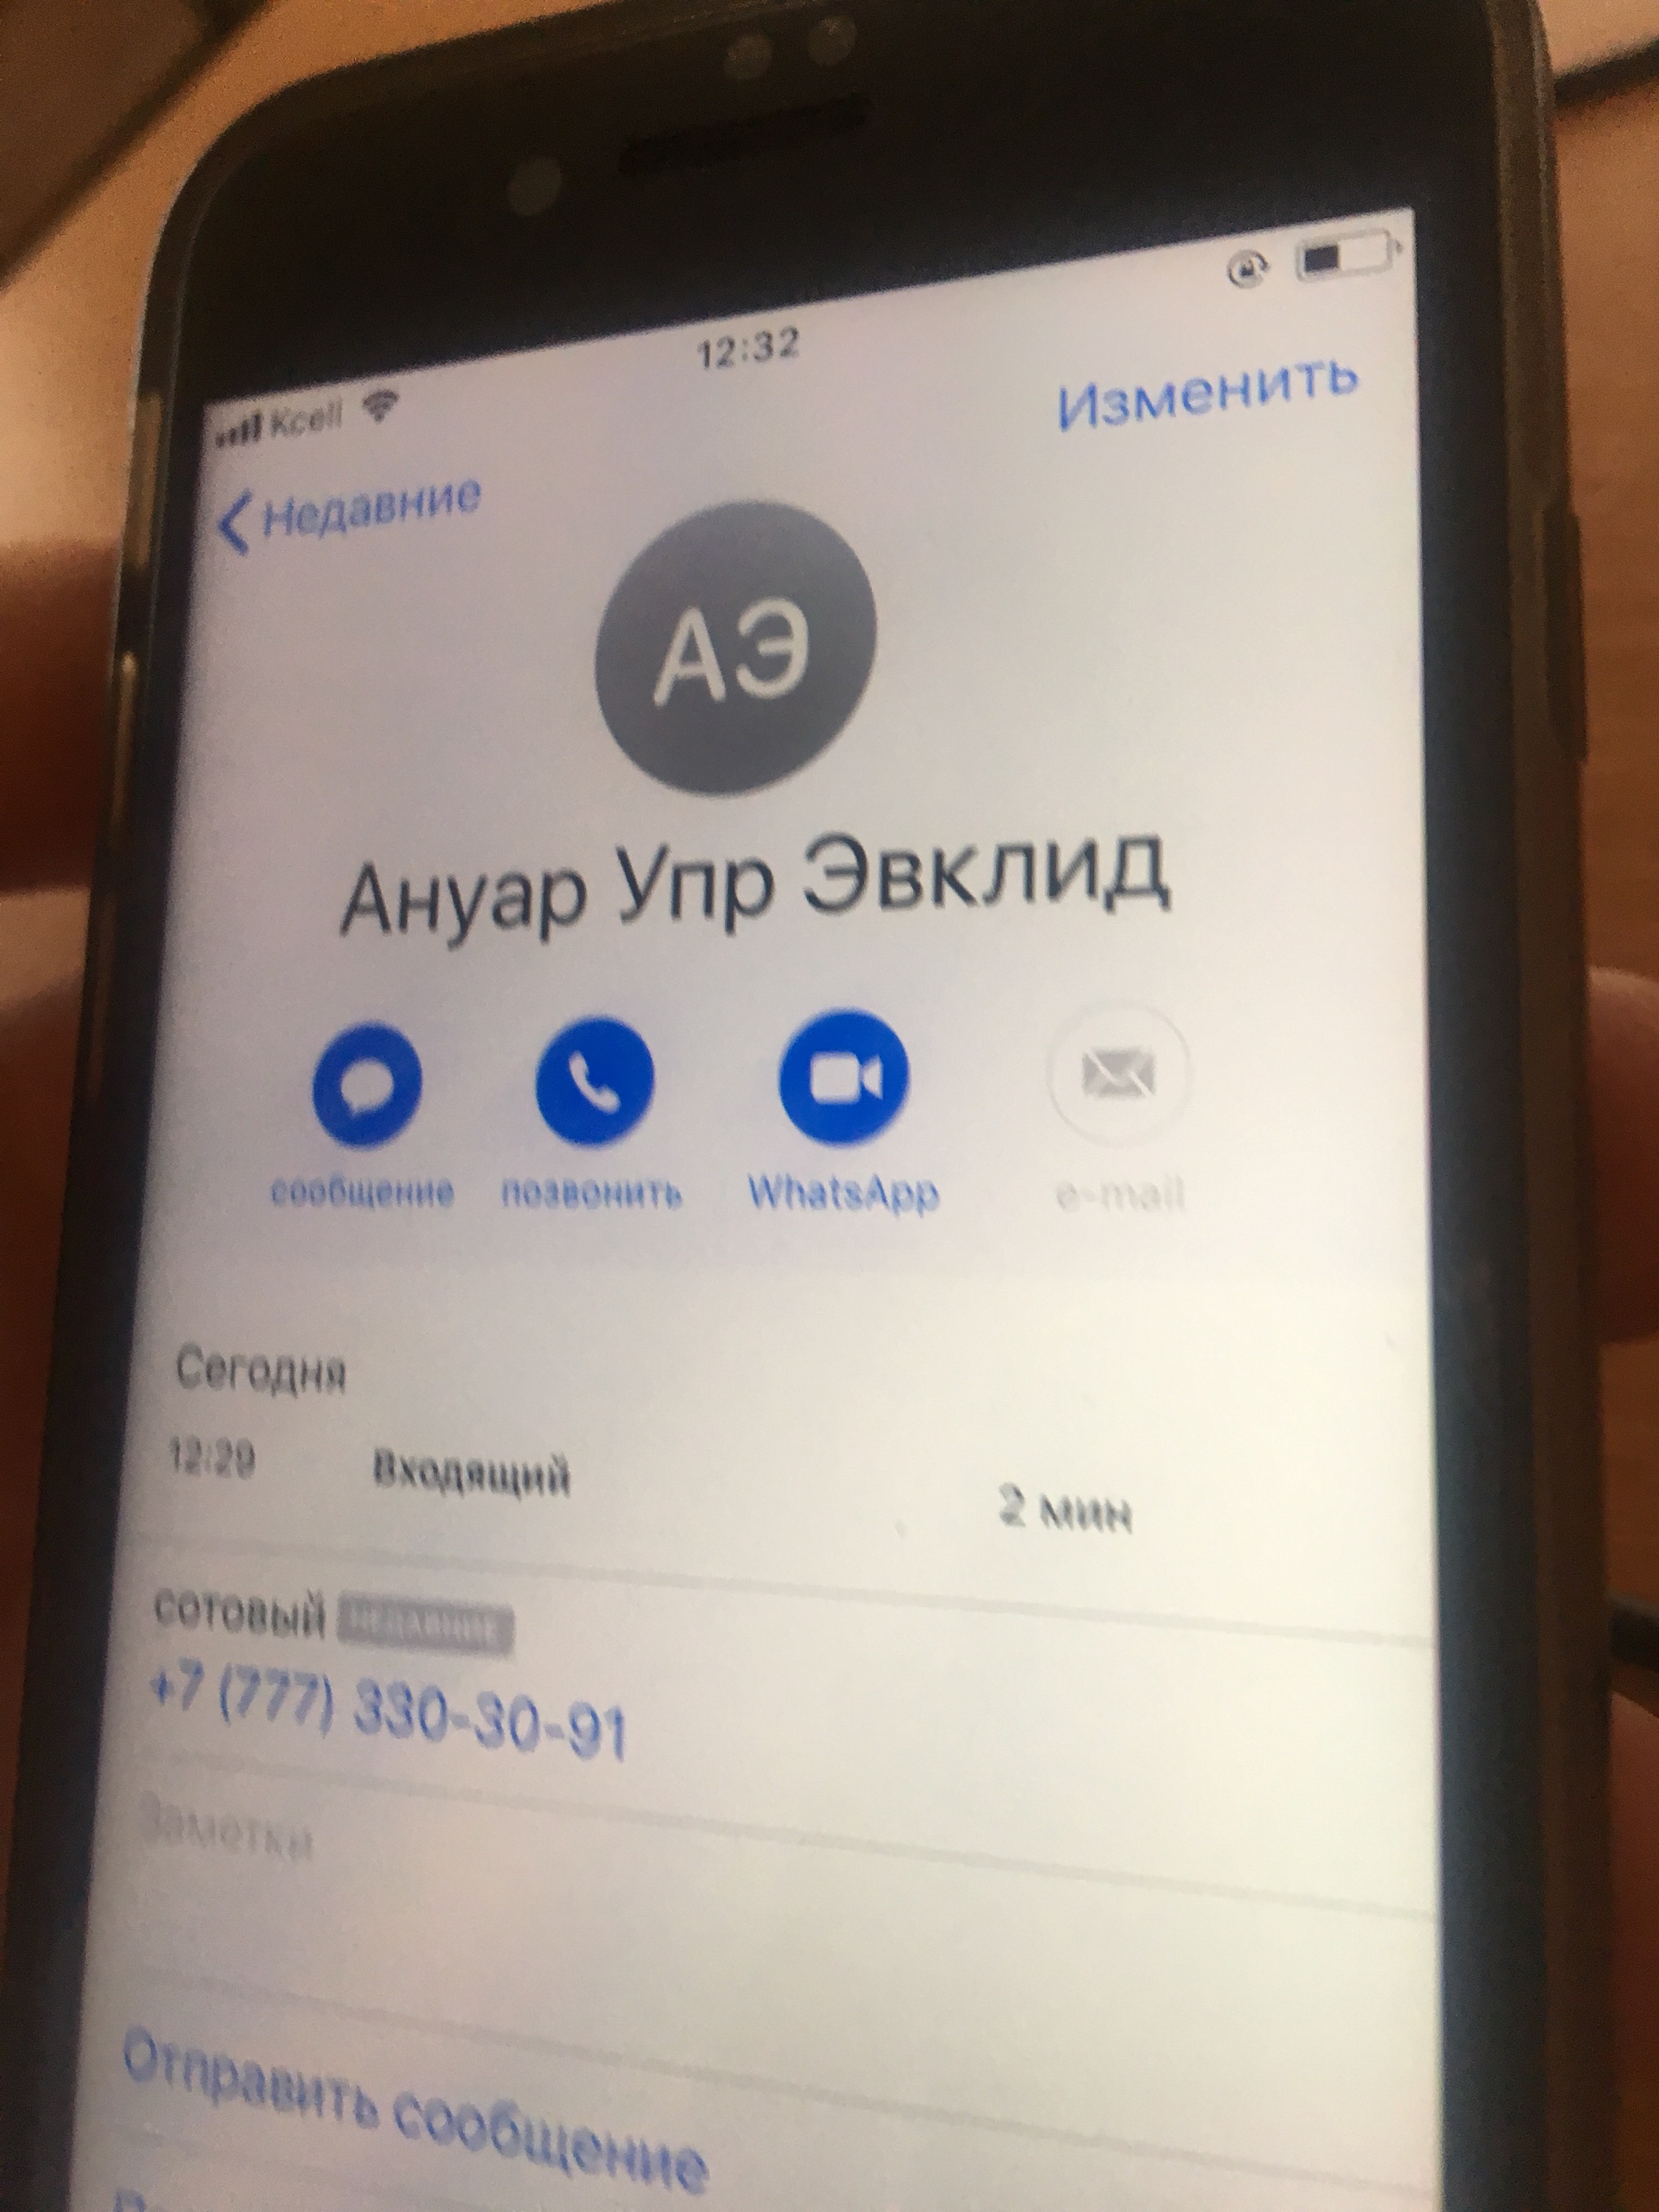 12:32
Kcell
Изменить
Недавние
АЭ
Ануар Упр Эвклид
сообщение позвонить WhatsApp e-mail
Сегодня
12:29 Входящий 2 мин
сотовый НЕДАВНИЕ
+7 (777) 330-30-91
Заметки
Отправить сообщение